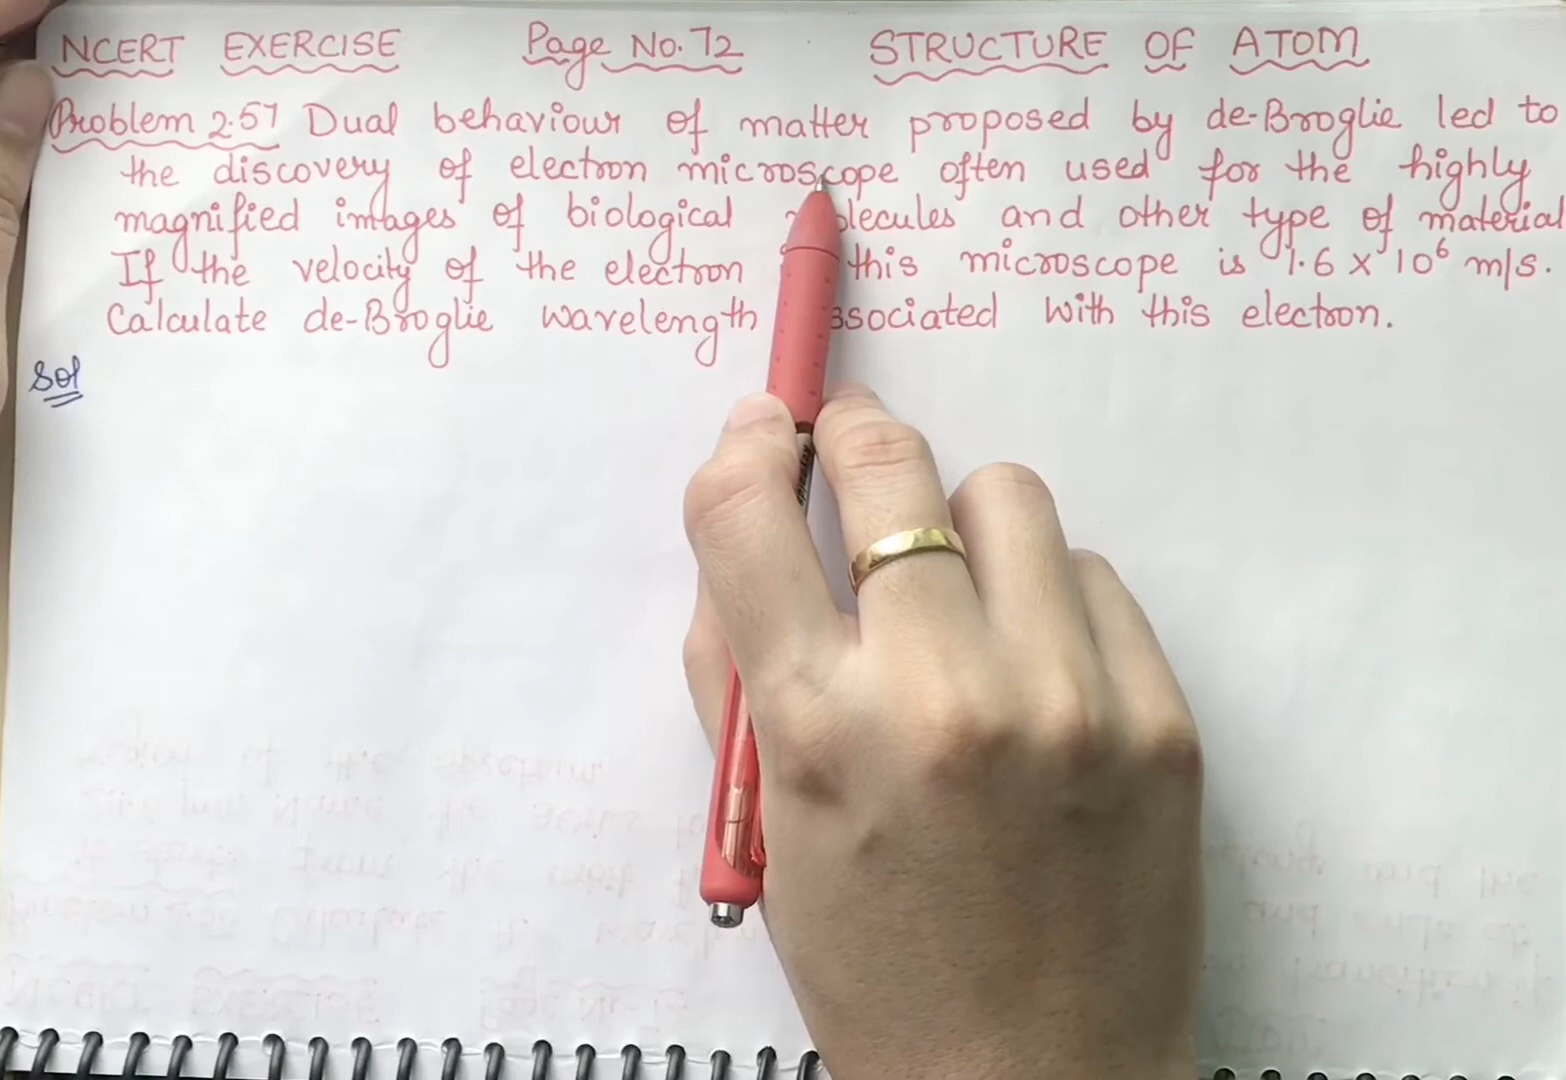 NCERT EXERCISE Page No. 72 STRUCTURE OF ATOM
Problem 2.57 Dual behaviour of matter proposed by de-Broglie led to
the discovery of electron microscope often used for the highly
magnified images of biological molecules and other type of material
If the velocity of the electron this microscope is 1.6 x 10⁶ m/s.
Calculate de-Broglie wavelength associated with this electron.
Sol